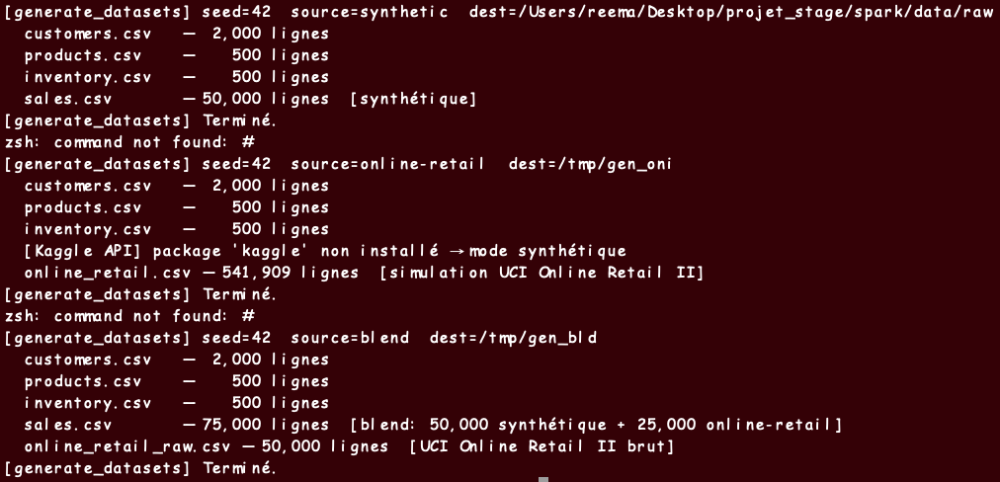 [generate_datasets] seed=42  source=synthetic  dest=/Users/reema/Desktop/projet_stage/spark/data/raw
  customers.csv   —  2,000 lignes
  products.csv    —    500 lignes
  inventory.csv   —    500 lignes
  sales.csv       — 50,000 lignes  [synthétique]
[generate_datasets] Terminé.
zsh: command not found: #
[generate_datasets] seed=42  source=online-retail  dest=/tmp/gen_oni
  customers.csv   —  2,000 lignes
  products.csv    —    500 lignes
  inventory.csv   —    500 lignes
  [Kaggle API] package 'kaggle' non installé → mode synthétique
  online_retail.csv — 541,909 lignes  [simulation UCI Online Retail II]
[generate_datasets] Terminé.
zsh: command not found: #
[generate_datasets] seed=42  source=blend  dest=/tmp/gen_bld
  customers.csv   —  2,000 lignes
  products.csv    —    500 lignes
  inventory.csv   —    500 lignes
  sales.csv       — 75,000 lignes  [blend: 50,000 synthétique + 25,000 online-retail]
  online_retail_raw.csv — 50,000 lignes  [UCI Online Retail II brut]
[generate_datasets] Terminé.